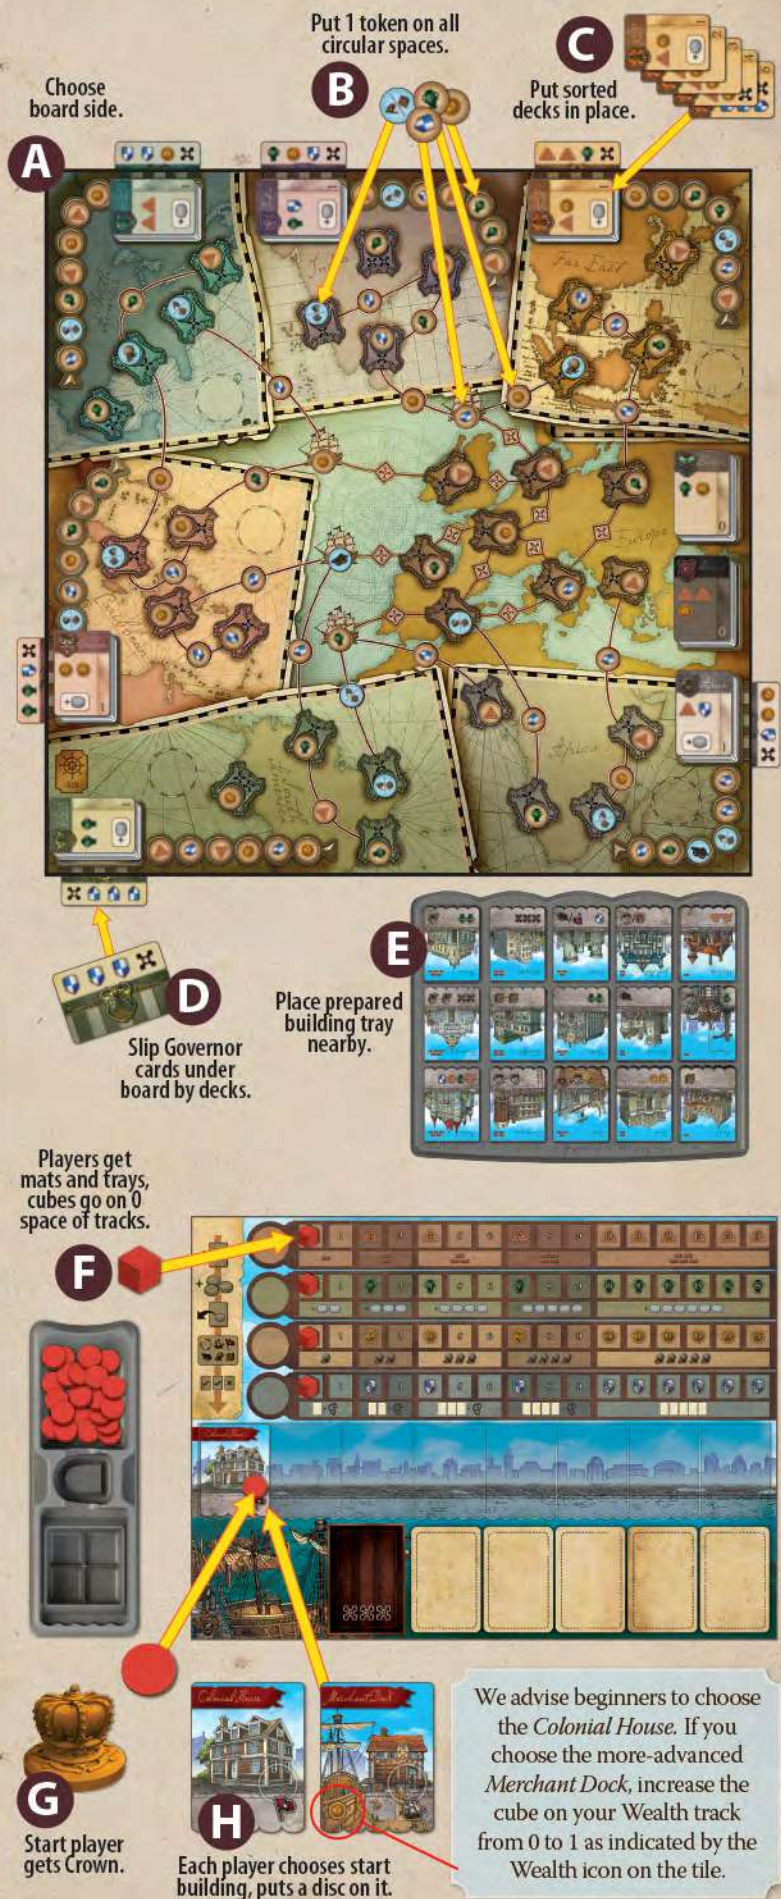 Put 1 token on all
circular spaces.
B
C
Put sorted
decks in place.
Choose
board side.
A
Far East
Europe
Africa
D
Slip Governor
cards under
board by decks.
E
Place prepared
building tray
nearby.
Players get
mats and trays,
cubes go on 0
space of tracks.
F
Colonial House
G
Start player
gets Crown.
Colonial House
Merchant Dock
H
Each player chooses start
building, puts a disc on it.
We advise beginners to choose
the Colonial House. If you
choose the more-advanced
Merchant Dock, increase the
cube on your Wealth track
from 0 to 1 as indicated by the
Wealth icon on the tile.